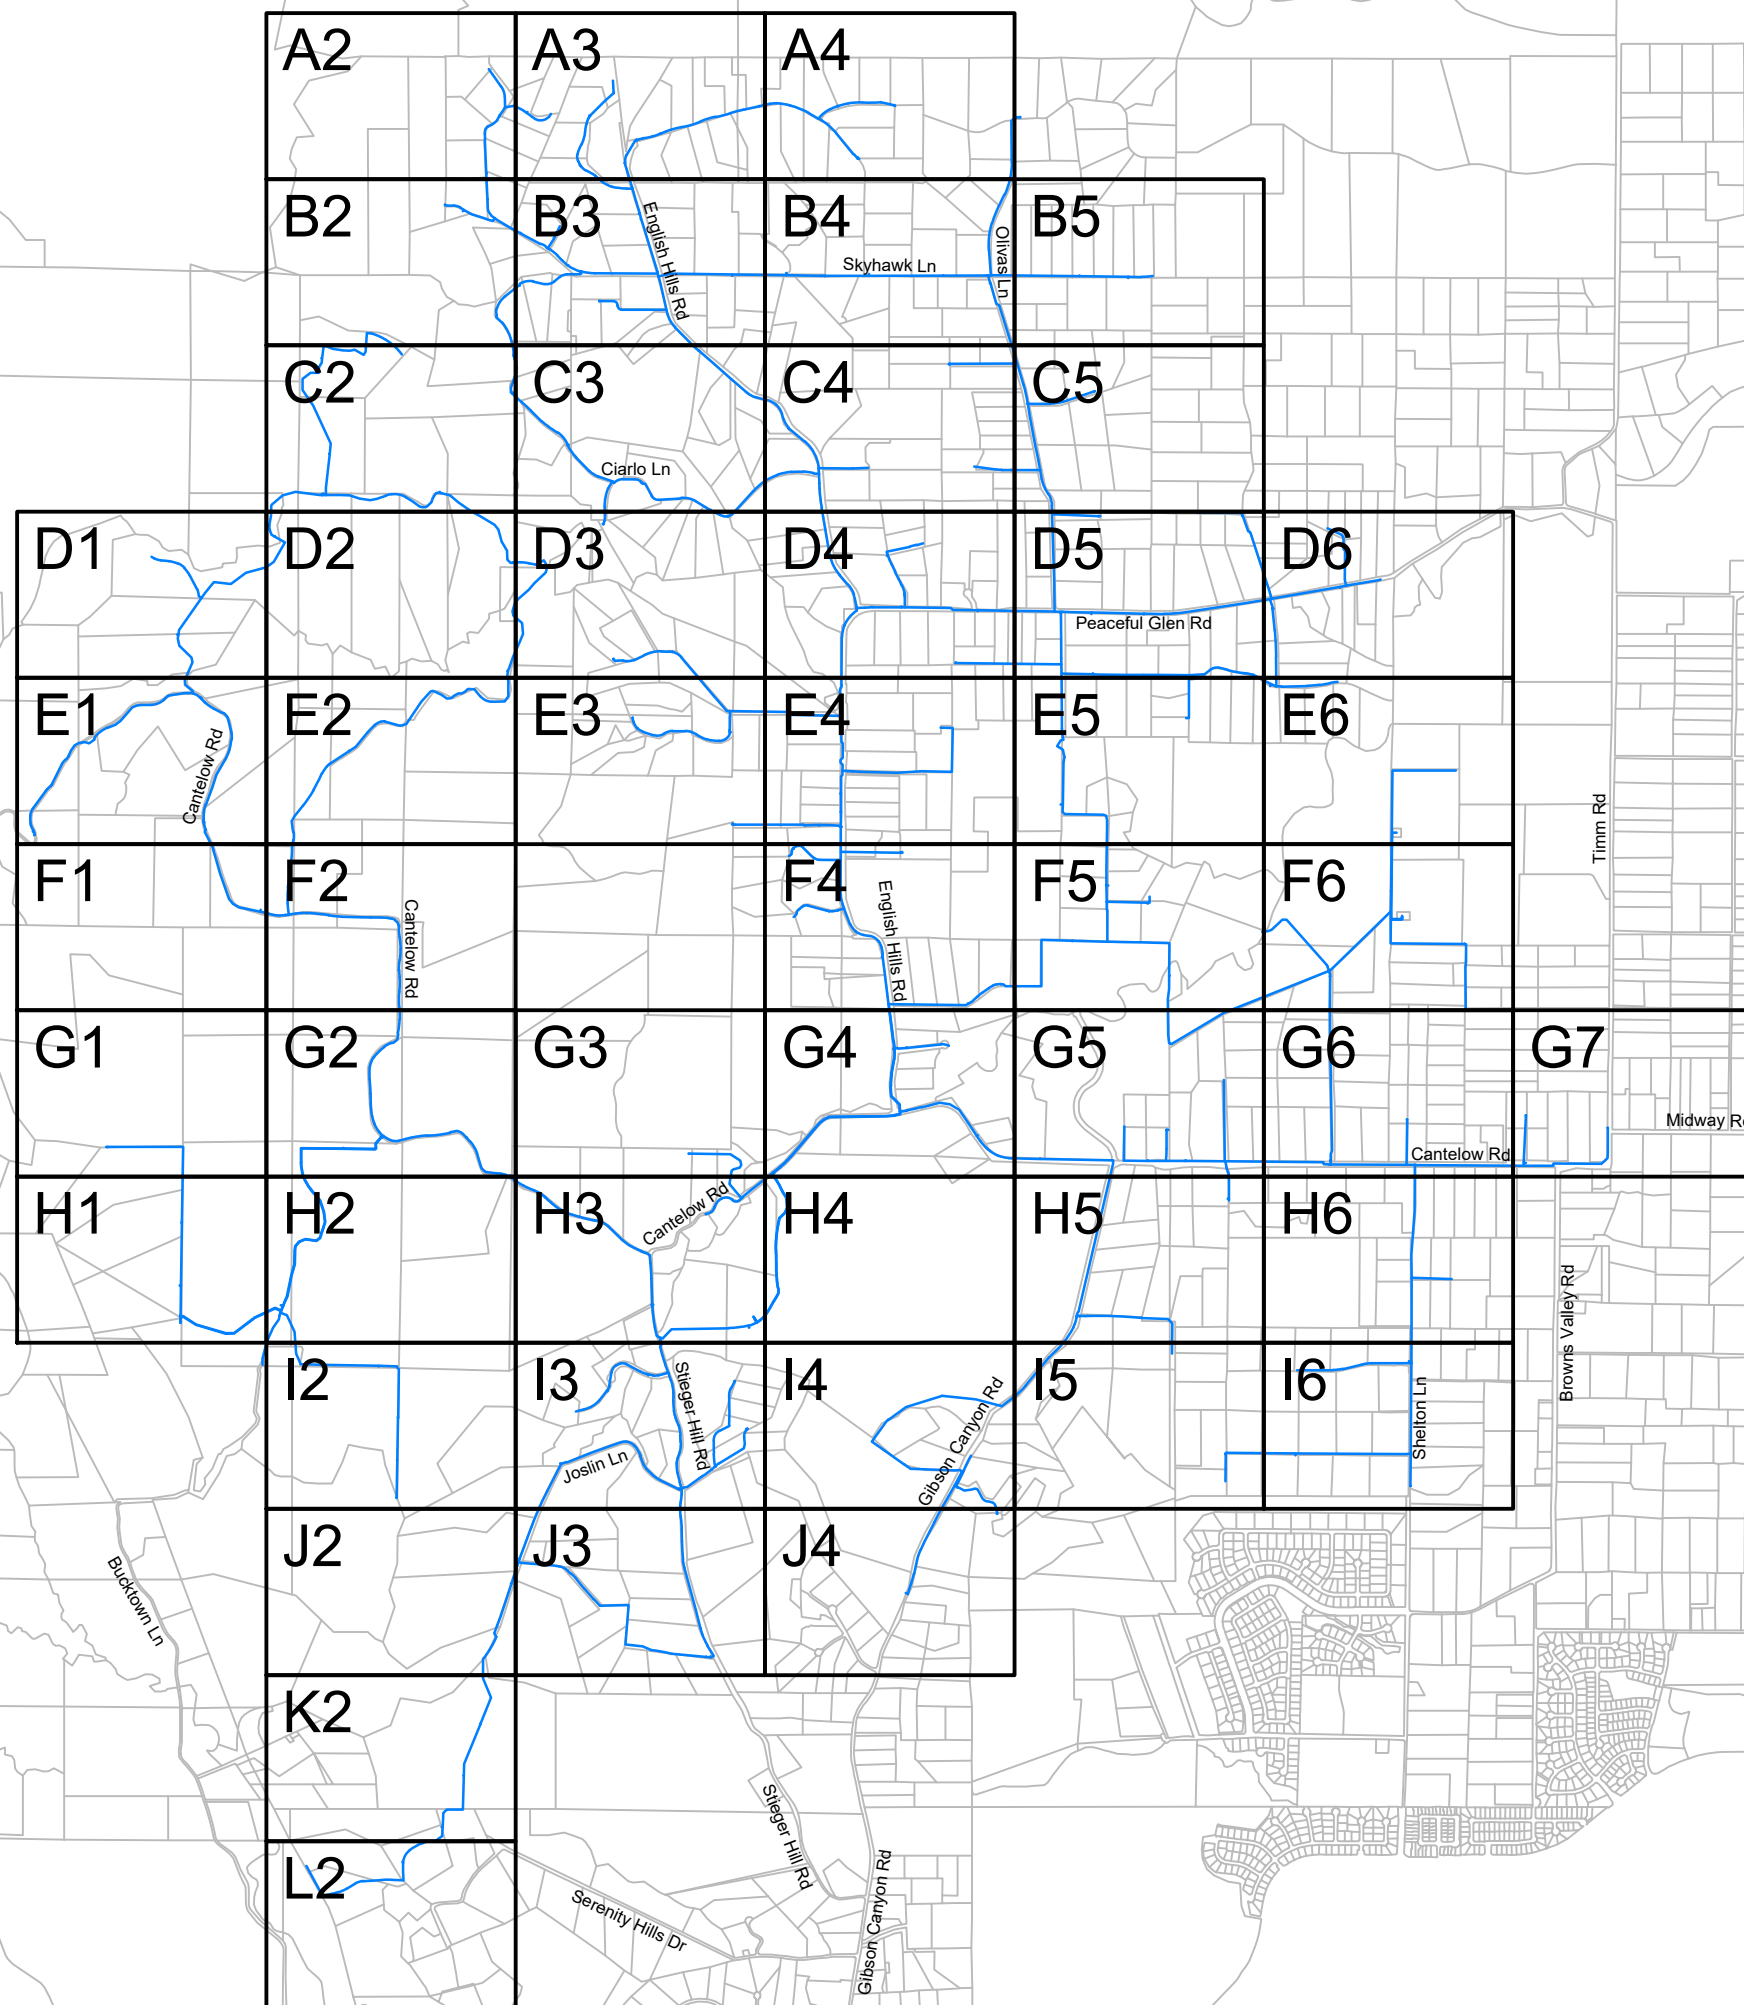 A2
A3
A4
B2
B3
B4
B5
English Hills Rd
Olivas Ln
Skyhawk Ln
C2
C3
C4
C5
Ciarlo Ln
D1
D2
D3
D4
D5
D6
Peaceful Glen Rd
E1
E2
E3
E4
E5
E6
Cantelow Rd
Timm Rd
F1
F2
F4
F5
F6
Cantelow Rd
English Hills Rd
G1
G2
G3
G4
G5
G6
G7
Midway R
Cantelow Rd
H1
H2
H3
H4
H5
H6
Cantelow Rd
Browns Valley Rd
I2
I3
I4
I5
I6
Stieger Hill Rd
Gibson Canyon Rd
Shelton Ln
Joslin Ln
J2
J3
J4
Bucktown Ln
K2
Stieger Hill Rd
L2
Serenity Hills Dr
Gibson Canyon Rd